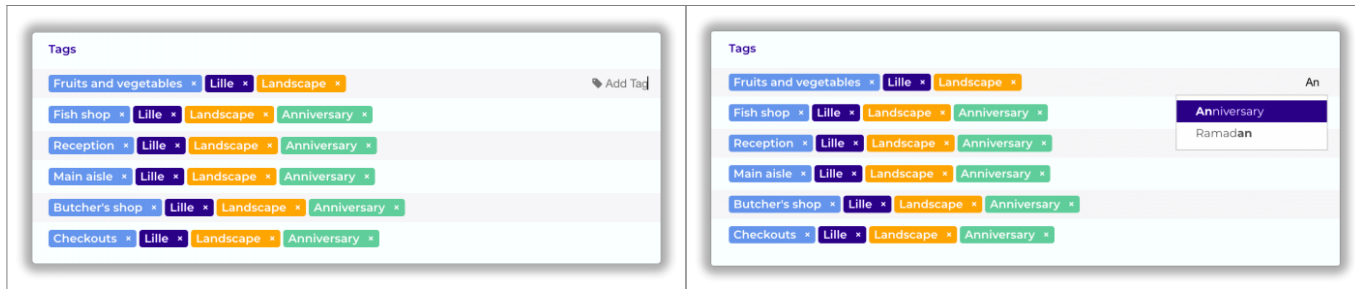 Tags
Fruits and vegetables × Lille × Landscape × Add Tag
Fish shop × Lille × Landscape × Anniversary ×
Reception × Lille × Landscape × Anniversary ×
Main aisle × Lille × Landscape × Anniversary ×
Butcher's shop × Lille × Landscape × Anniversary ×
Checkouts × Lille × Landscape × Anniversary ×
Tags
Fruits and vegetables × Lille × Landscape × An
Fish shop × Lille × Landscape × Anniversary ×
Anniversary
Ramadan
Reception × Lille × Landscape × Anniversary ×
Main aisle × Lille × Landscape × Anniversary ×
Butcher's shop × Lille × Landscape × Anniversary ×
Checkouts × Lille × Landscape × Anniversary ×